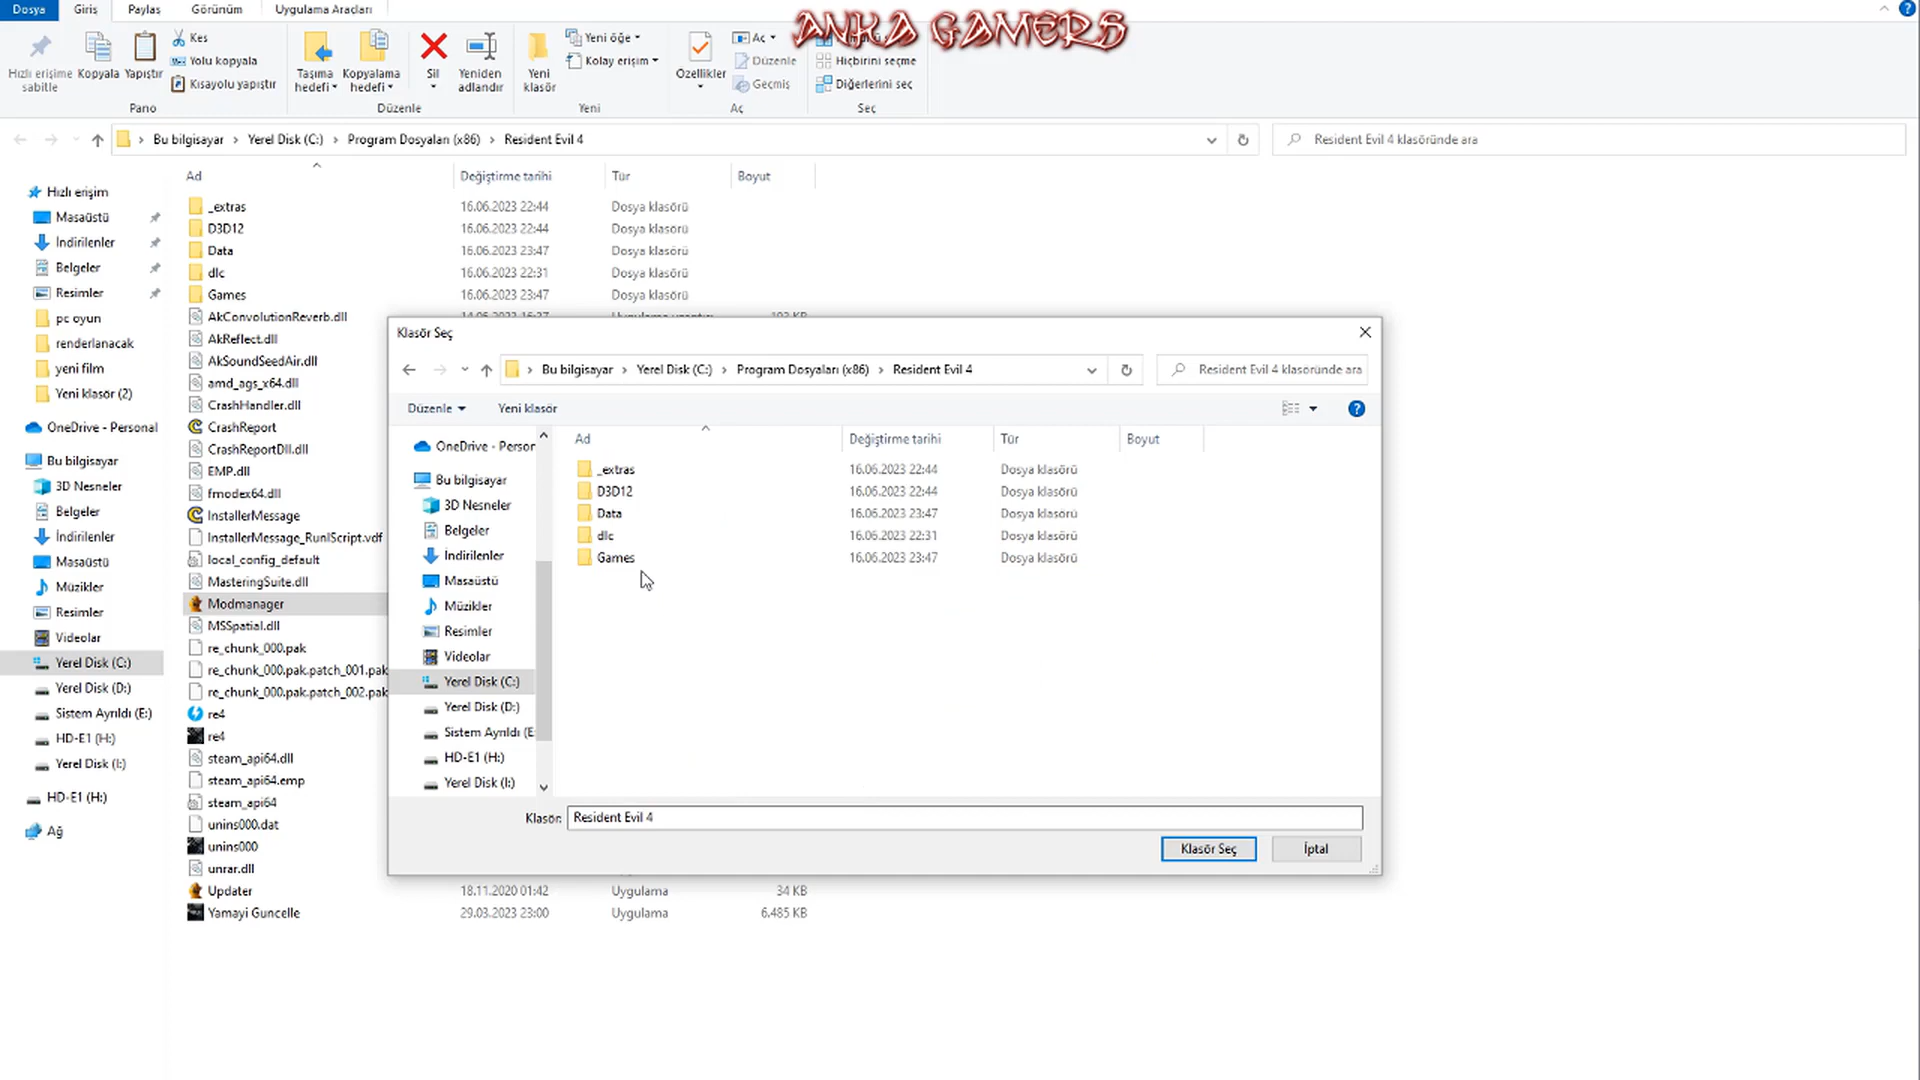 Dosya Giriş Paylaş Görünüm Uygulama Araçları
ANKA GAMERS
Hızlı erişime sabitle
Kopyala
Yapıştır
Kes
Yolu kopyala
Kısayolu yapıştır
Pano
Taşıma hedefi
Kopyalama hedefi
Sil
Yeniden adlandır
Düzenle
Yeni klasör
Yeni öğe
Kolay erişim
Yeni
Özellikler
Aç
Düzenle
Geçmiş
Aç
Hiçbirini seçme
Diğerlerini seç
Seç
Bu bilgisayar › Yerel Disk (C:) › Program Dosyaları (x86) › Resident Evil 4
Resident Evil 4 klasöründe ara
Hızlı erişim
Masaüstü
İndirilenler
Belgeler
Resimler
pc oyun
renderlanacak
yeni film
Yeni klasör (2)
OneDrive - Personal
Bu bilgisayar
3D Nesneler
Belgeler
İndirilenler
Masaüstü
Müzikler
Resimler
Videolar
Yerel Disk (C:)
Yerel Disk (D:)
Sistem Ayrıldı (E:)
HD-E1 (H:)
Yerel Disk (I:)
HD-E1 (H:)
Ağ
Ad Değiştirme tarihi Tür Boyut
_extras 16.06.2023 22:44 Dosya klasörü
D3D12 16.06.2023 22:44 Dosya klasörü
Data 16.06.2023 23:47 Dosya klasörü
dlc 16.06.2023 22:31 Dosya klasörü
Games 16.06.2023 23:47 Dosya klasörü
AkConvolutionReverb.dll
AkReflect.dll
AkSoundSeedAir.dll
amd_ags_x64.dll
CrashHandler.dll
CrashReport
CrashReportDll.dll
EMP.dll
fmodex64.dll
InstallerMessage
InstallerMessage_RunIScript.vdf
local_config_default
MasteringSuite.dll
Modmanager
MSSpatial.dll
re_chunk_000.pak
re_chunk_000.pak.patch_001.pak
re_chunk_000.pak.patch_002.pak
re4
re4
steam_api64.dll
steam_api64.emp
steam_api64
unins000.dat
unins000
unrar.dll
Updater 18.11.2020 01:42 Uygulama 34 KB
Yamayi Guncelle 29.03.2023 23:00 Uygulama 6.485 KB
Klasör Seç
Bu bilgisayar › Yerel Disk (C:) › Program Dosyaları (x86) › Resident Evil 4
Resident Evil 4 klasöründe ara
Düzenle Yeni klasör
OneDrive - Person
Bu bilgisayar
3D Nesneler
Belgeler
İndirilenler
Masaüstü
Müzikler
Resimler
Videolar
Yerel Disk (C:)
Yerel Disk (D:)
Sistem Ayrıldı (E:
HD-E1 (H:)
Yerel Disk (I:)
Ad Değiştirme tarihi Tür Boyut
_extras 16.06.2023 22:44 Dosya klasörü
D3D12 16.06.2023 22:44 Dosya klasörü
Data 16.06.2023 23:47 Dosya klasörü
dlc 16.06.2023 22:31 Dosya klasörü
Games 16.06.2023 23:47 Dosya klasörü
Klasör: Resident Evil 4
Klasör Seç İptal